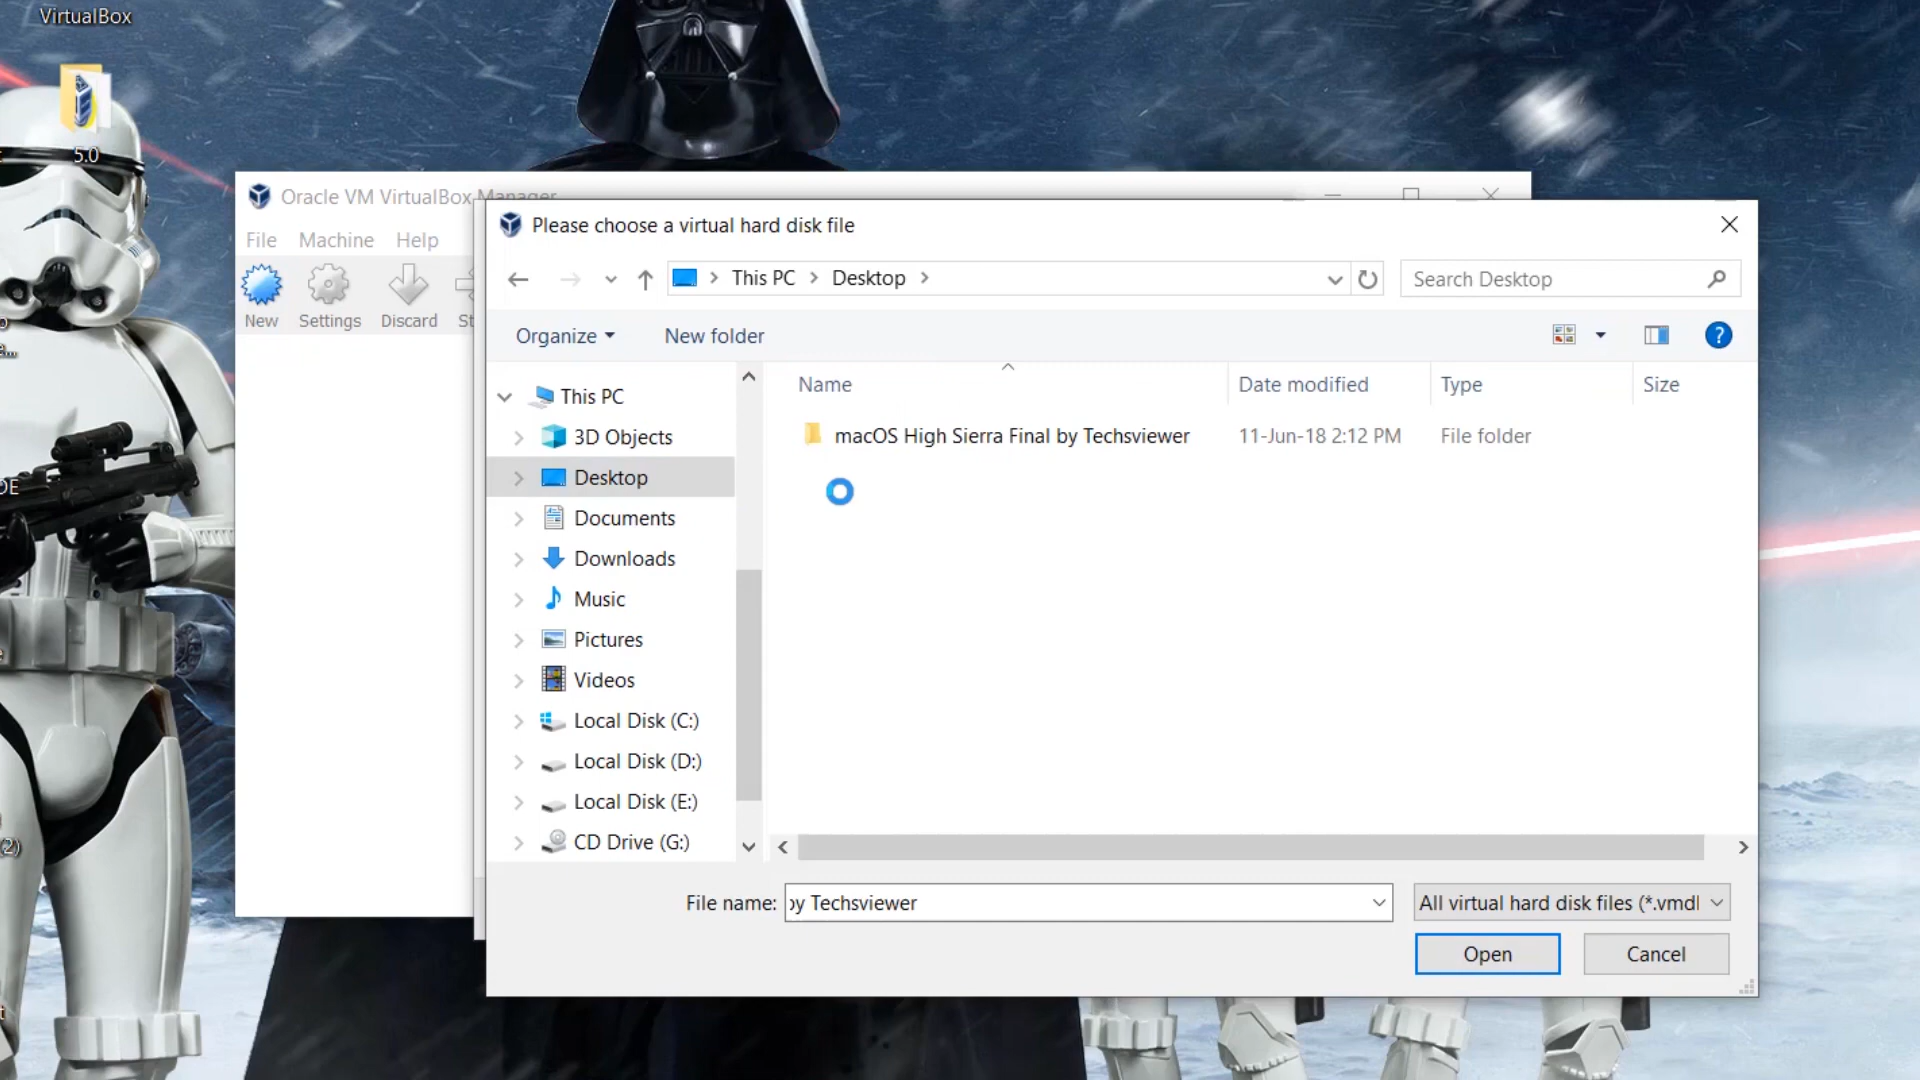 VirtualBox
5.0
Oracle VM VirtualBox Manager
File Machine Help
New Settings Discard St
Please choose a virtual hard disk file
This PC Desktop
Search Desktop
Organize New folder
?
Name Date modified Type Size
macOS High Sierra Final by Techsviewer 11-Jun-18 2:12 PM File folder
This PC
3D Objects
Desktop
Documents
Downloads
Music
Pictures
Videos
Local Disk (C:)
Local Disk (D:)
Local Disk (E:)
CD Drive (G:)
File name: by Techsviewer All virtual hard disk files (*.vmdl
Open Cancel
(2)